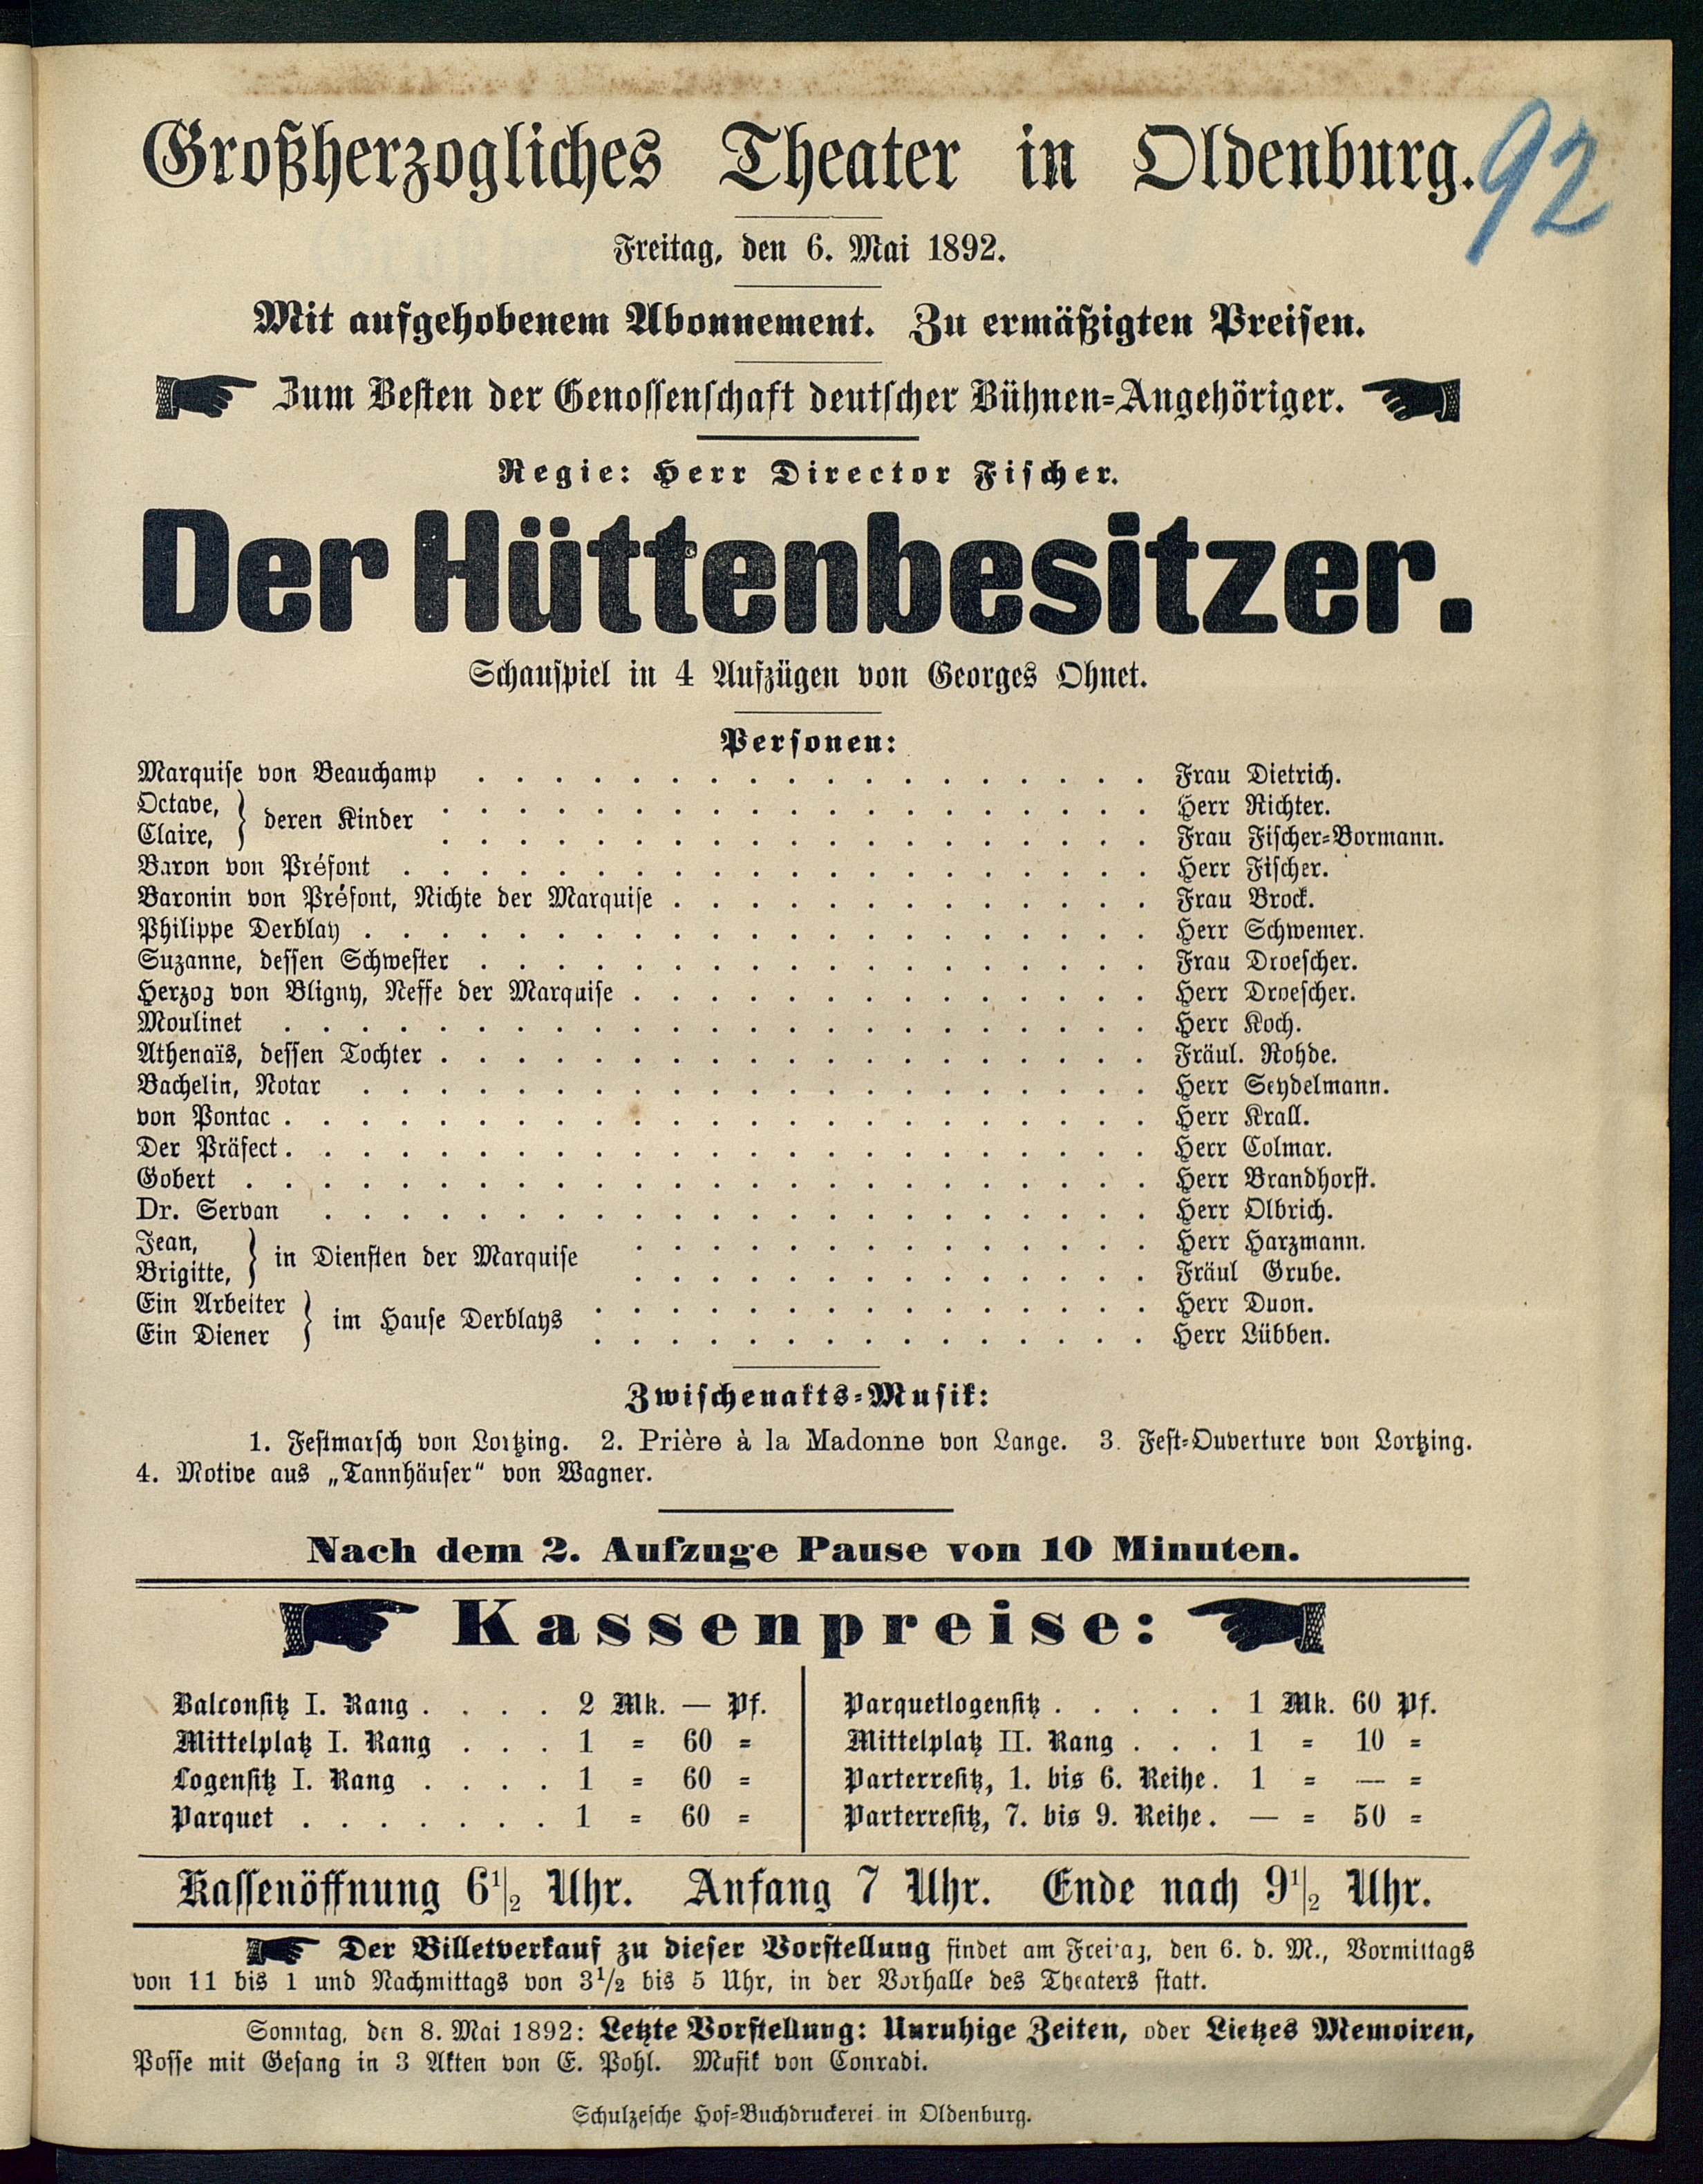 Großherzogliches Theater in Oldenburg.
92
Freitag, den 6. Mai 1892.
Mit aufgehobenem Abonnement. Zu ermäßigten Preisen.
Zum Besten der Genossenschaft deutscher Bühnen=Angehöriger.
Regie: Herr Director Fischer.
Der Hüttenbesitzer.
Schauspiel in 4 Aufzügen von Georges Ohnet.
Personen:
Marquise von Beauchamp . . . . . . . . . . . . . . . . . . Frau Dietrich.
Octave, } deren Kinder . . . . . . . . . . . . . . . . . . . Herr Richter.
Claire, . . . . . . . . . . . . . . . . . . . Frau Fischer=Bormann.
Baron von Préfont . . . . . . . . . . . . . . . . . . . . Herr Fischer.
Baronin von Préfont, Nichte der Marquise . . . . . . . . . . . . . Frau Brock.
Philippe Derblay . . . . . . . . . . . . . . . . . . . . . Herr Schwemer.
Suzanne, dessen Schwester . . . . . . . . . . . . . . . . . . Frau Droescher.
Herzog von Bligny, Neffe der Marquise . . . . . . . . . . . . . . Herr Droescher.
Moulinet . . . . . . . . . . . . . . . . . . . . . . . Herr Koch.
Athenaïs, dessen Tochter . . . . . . . . . . . . . . . . . . . Fräul. Rohde.
Bachelin, Notar . . . . . . . . . . . . . . . . . . . . . Herr Seydelmann.
von Pontac . . . . . . . . . . . . . . . . . . . . . . . Herr Krall.
Der Präfect . . . . . . . . . . . . . . . . . . . . . . . Herr Colmar.
Gobert . . . . . . . . . . . . . . . . . . . . . . . . Herr Brandhorst.
Dr. Servan . . . . . . . . . . . . . . . . . . . . . . Herr Olbrich.
Jean, } in Diensten der Marquise . . . . . . . . . . . . . . Herr Harzmann.
Brigitte, . . . . . . . . . . . . . . Fräul Grube.
Ein Arbeiter } im Hause Derblays . . . . . . . . . . . . . . . Herr Duon.
Ein Diener . . . . . . . . . . . . . . . Herr Lübben.
Zwischenakts=Musik:
1. Festmarsch von Lortzing. 2. Prière à la Madonne von Lange. 3. Fest=Ouverture von Lortzing.
4. Motive aus „Tannhäuser“ von Wagner.
Nach dem 2. Aufzuge Pause von 10 Minuten.
Kassenpreise:
Balconsitz I. Rang . . . . 2 Mk. — Pf.
Mittelplatz I. Rang . . . 1 = 60 =
Logensitz I. Rang . . . . 1 = 60 =
Parquet . . . . . . . 1 = 60 =
Parquetlogensitz . . . . . 1 Mk. 60 Pf.
Mittelplatz II. Rang . . . 1 = 10 =
Parterresitz, 1. bis 6. Reihe. 1 = — =
Parterresitz, 7. bis 9. Reihe. — = 50 =
Kassenöffnung 6½ Uhr. Anfang 7 Uhr. Ende nach 9½ Uhr.
Der Billetverkauf zu dieser Vorstellung findet am Freitag, den 6. d. M., Vormittags
von 11 bis 1 und Nachmittags von 3½ bis 5 Uhr, in der Vorhalle des Theaters statt.
Sonntag, den 8. Mai 1892: Letzte Vorstellung: Unruhige Zeiten, oder Lietzes Memoiren,
Posse mit Gesang in 3 Akten von E. Pohl. Musik von Conradi.
Schulzesche Hof=Buchdruckerei in Oldenburg.